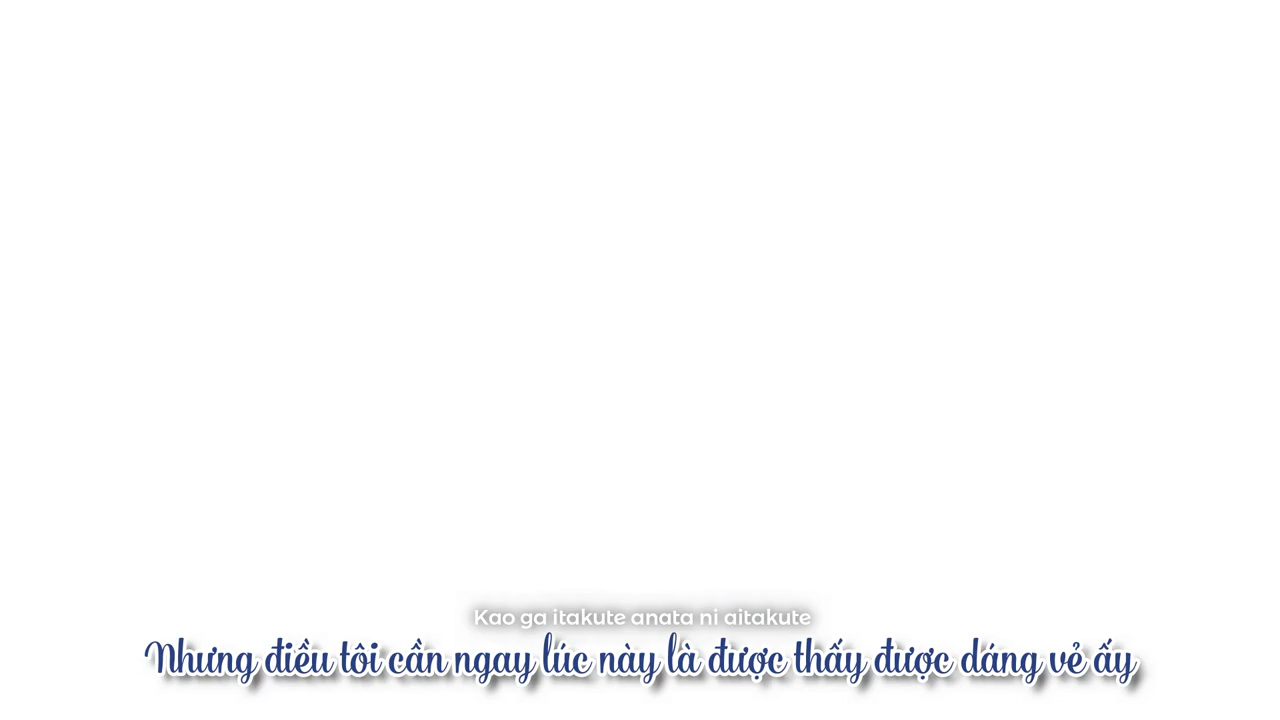 Kao ga itakute anata ni aitakute
Nhưng điều tôi cần ngay lúc này là được thấy được dáng vẻ ấy